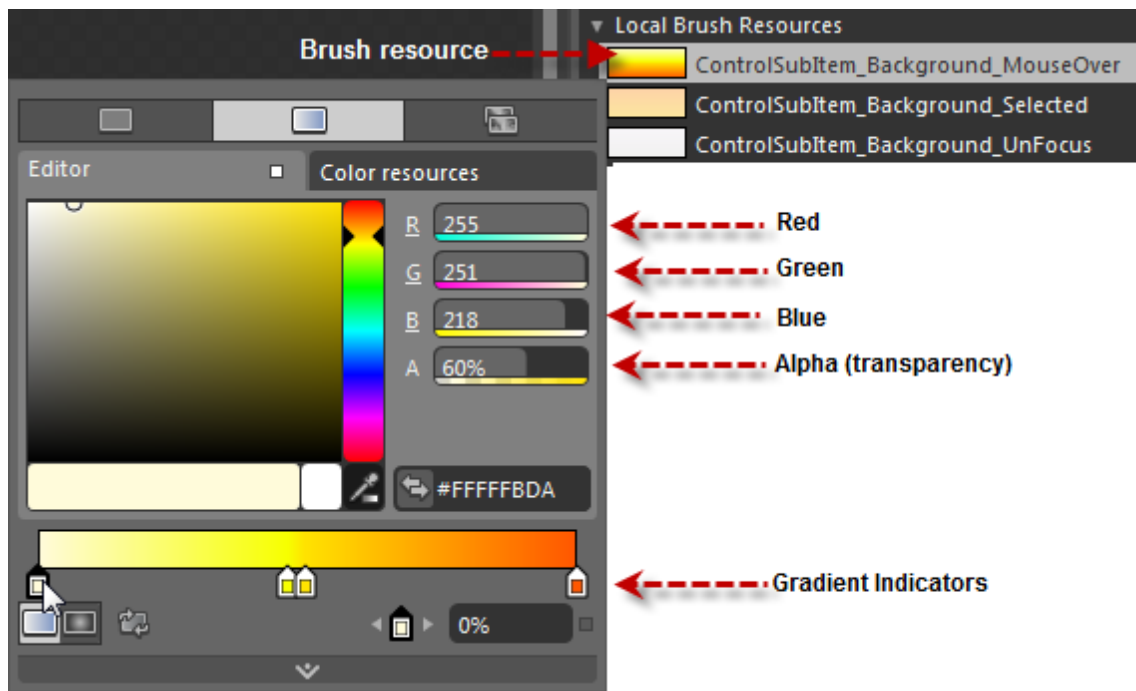 Brush resource
Local Brush Resources
ControlSubItem_Background_MouseOver
ControlSubItem_Background_Selected
ControlSubItem_Background_UnFocus
Editor
Color resources
R 255
Red
G 251
Green
B 218
Blue
A 60%
Alpha (transparency)
#FFFFFBDA
Gradient Indicators
0%